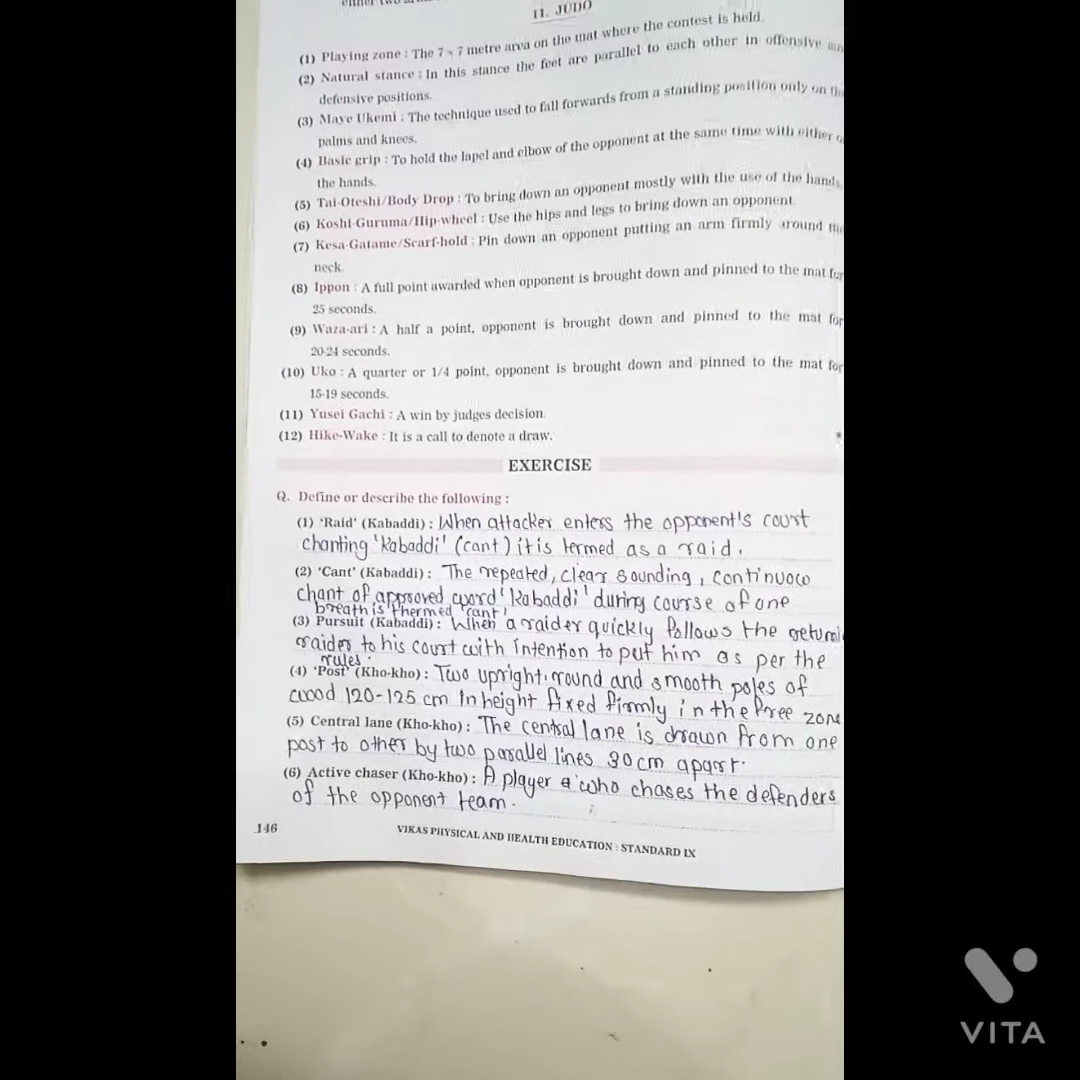 11. JUDO
(1) Playing zone : The 7 × 7 metre area on the mat where the contest is held.
(2) Natural stance : In this stance the feet are parallel to each other in offensive
defensive positions.
(3) Maye Ukemi : The technique used to fall forwards from a standing position only on the
palms and knees.
(4) Basic grip : To hold the lapel and elbow of the opponent at the same time with either
the hands.
(5) Tai-Oteshi/Body Drop : To bring down an opponent mostly with the use of the hands.
(6) Koshi-Guruma/Hip-wheel : Use the hips and legs to bring down an opponent.
(7) Kesa-Gatame/Scarf-hold : Pin down an opponent putting an arm firmly around the
neck.
(8) Ippon : A full point awarded when opponent is brought down and pinned to the mat for
25 seconds.
(9) Waza-ari : A half a point, opponent is brought down and pinned to the mat for
20-24 seconds.
(10) Uko : A quarter or 1/4 point, opponent is brought down and pinned to the mat for
15-19 seconds.
(11) Yusei Gachi : A win by judges decision.
(12) Hike-Wake : It is a call to denote a draw.
EXERCISE
Q. Define or describe the following :
(1) 'Raid' (Kabaddi) : When attacker enters the opponent's court
chanting 'kabaddi' (cant) it is termed as a raid.
(2) 'Cant' (Kabaddi) : The repeated, clear sounding, continuow
chant of approved word 'kabaddi' during course of one
breath is thermed 'cant'
(3) Pursuit (Kabaddi) : When a raider quickly follows the returni
raider to his court with intention to put him as per the
rules.
(4) 'Post' (Kho-kho) : Two upright, round and smooth poles of
wood 120-125 cm In height fixed firmly in the free zone
(5) Central lane (Kho-kho) : The central lane is drawn from one
post to other by two parallel lines 30 cm apart.
(6) Active chaser (Kho-kho) : A player who chases the defenders
of the opponent team.
146
VIKAS PHYSICAL AND HEALTH EDUCATION : STANDARD IX
VITA